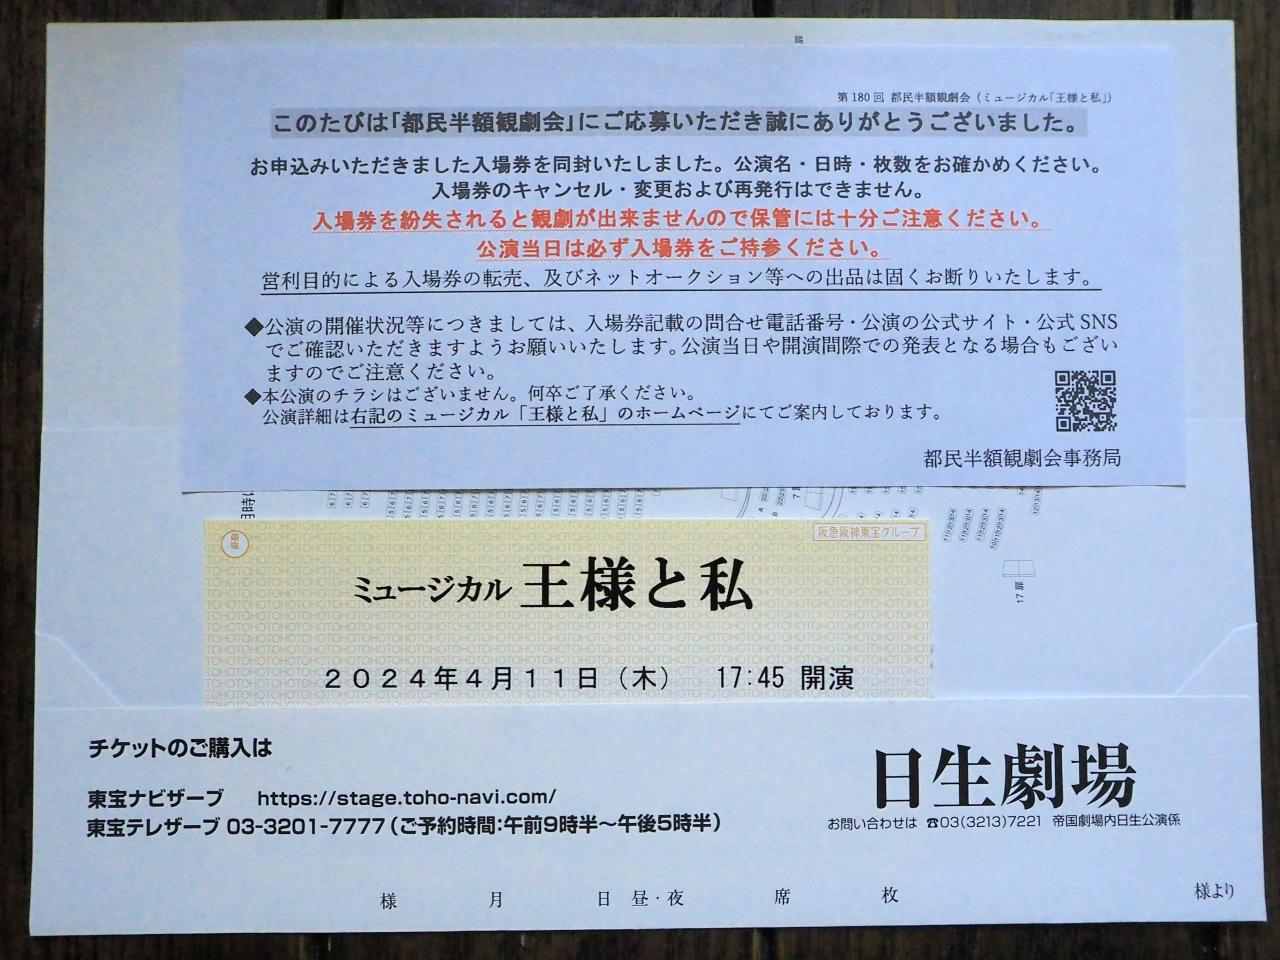 第180回 都民半額観劇会（ミュージカル「王様と私」）
このたびは「都民半額観劇会」にご応募いただき誠にありがとうございました。
お申込みいただきました入場券を同封いたしました。公演名・日時・枚数をお確かめください。
入場券のキャンセル・変更および再発行はできません。
入場券を紛失されると観劇が出来ませんので保管には十分ご注意ください。
公演当日は必ず入場券をご持参ください。
営利目的による入場券の転売、及びネットオークション等への出品は固くお断りいたします。
◆公演の開催状況等につきましては、入場券記載の問合せ電話番号・公演の公式サイト・公式SNS
でご確認いただきますようお願いいたします。公演当日や開演間際での発表となる場合もござい
ますのでご注意ください。
◆本公演のチラシはございません。何卒ご了承ください。
公演詳細は右記のミュージカル「王様と私」のホームページにてご案内しております。
都民半額観劇会事務局
阪急阪神東宝グループ
ミュージカル 王様と私
2024年4月11日（木） 17:45 開演
17扉
チケットのご購入は
東宝ナビザーブ https://stage.toho-navi.com/
東宝テレザーブ 03-3201-7777（ご予約時間：午前9時半～午後5時半）
日生劇場
お問い合わせは ☎03(3213)7221 帝国劇場内日生公演係
様 月 日 昼・夜 席 枚 様より